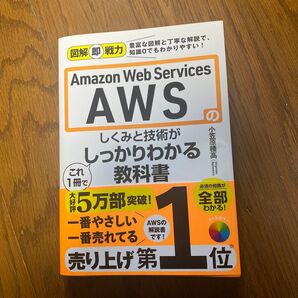 図解即戦力
豊富な図解と丁寧な解説で、
知識0でもわかりやすい!
Amazon Web Services
AWSの
しくみと技術が
しっかりわかる
教科書
これ
1冊で
大好評
5万部突破!
一番やさしい
一番売れてる
AWSの
解説書です!
必須の知識が
全部
わかる!
売り上げ第1位